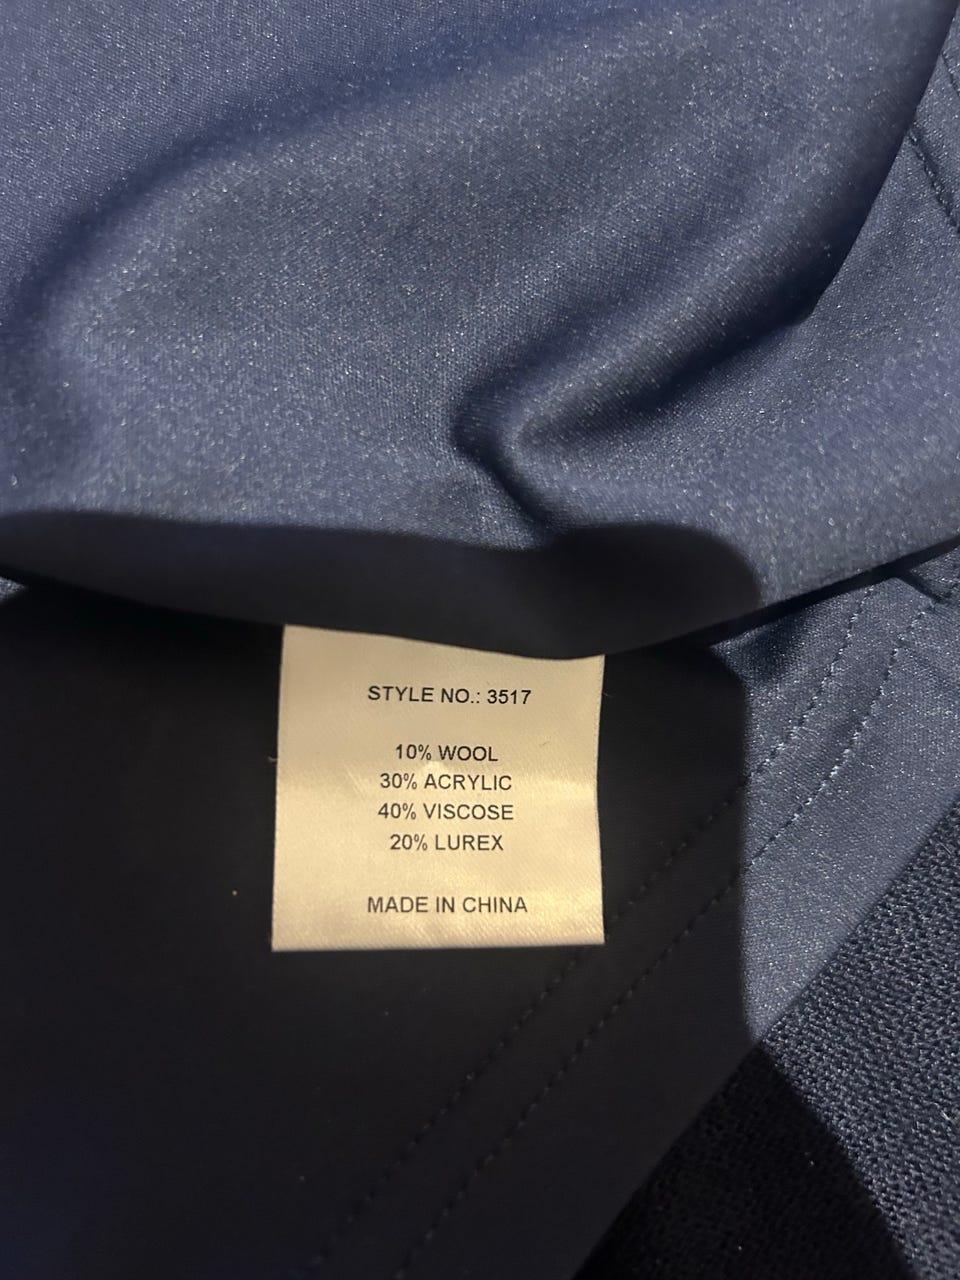 STYLE NO.: 3517
10% WOOL
30% ACRYLIC
40% VISCOSE
20% LUREX
MADE IN CHINA